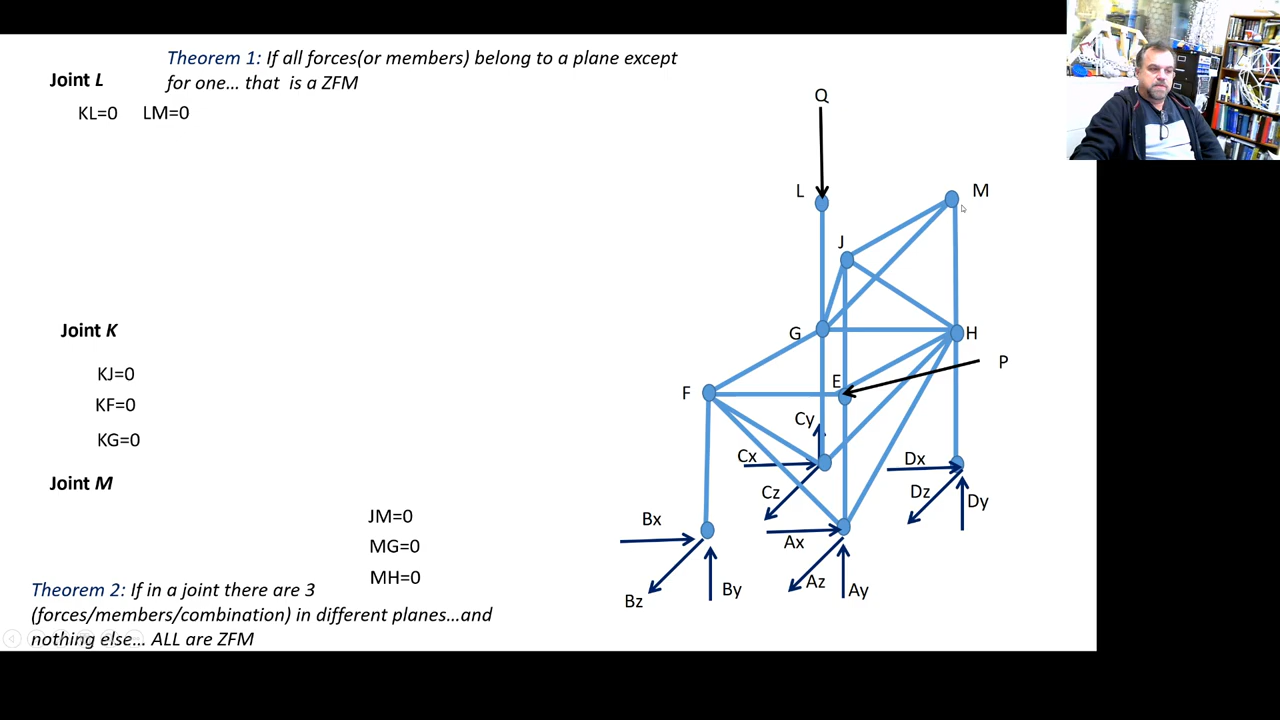 Theorem 1: If all forces(or members) belong to a plane except
for one... that is a ZFM
Joint L
KL=0 LM=0
Q
L
M
J
G
H
P
E
F
Cy
Cx
Dx
Cz
Dz
Dy
Joint K
KJ=0
KF=0
KG=0
Joint M
JM=0
MG=0
MH=0
Bx
Ax
Az
Ay
By
Bz
Theorem 2: If in a joint there are 3
(forces/members/combination) in different planes...and
nothing else... ALL are ZFM